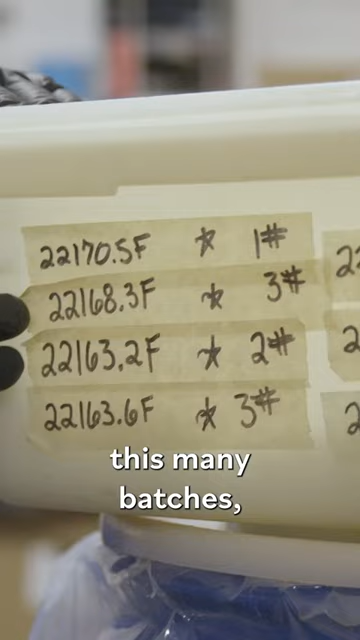 22170.5F ★ 1#
22168.3F ★ 3#
22163.2F ★ 2#
22163.6F ★ 3#
this many
batches,